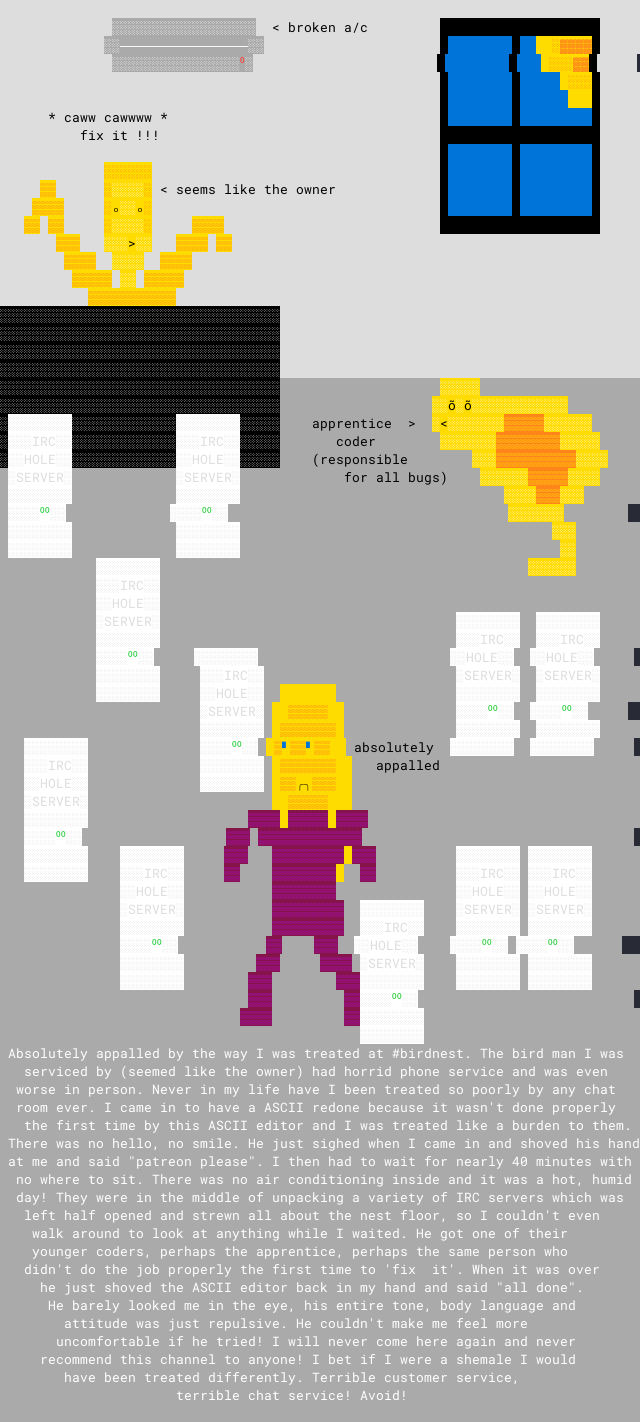 < broken a/c
* caww cawwww *
fix it !!!
< seems like the owner
õ õ
apprentice > <
coder
(responsible
for all bugs)
IRC
HOLE
SERVER
OO
IRC
HOLE
SERVER
OO
IRC
HOLE
SERVER
OO
IRC
HOLE
SERVER
OO
IRC
HOLE
SERVER
OO
IRC
HOLE
SERVER
OO
absolutely
appalled
IRC
HOLE
SERVER
OO
IRC
HOLE
SERVER
OO
IRC
HOLE
SERVER
OO
IRC
HOLE
SERVER
OO
IRC
HOLE
SERVER
OO
Absolutely appalled by the way I was treated at #birdnest. The bird man I was
serviced by (seemed like the owner) had horrid phone service and was even
worse in person. Never in my life have I been treated so poorly by any chat
room ever. I came in to have a ASCII redone because it wasn't done properly
the first time by this ASCII editor and I was treated like a burden to them.
There was no hello, no smile. He just sighed when I came in and shoved his hand
at me and said "patreon please". I then had to wait for nearly 40 minutes with
no where to sit. There was no air conditioning inside and it was a hot, humid
day! They were in the middle of unpacking a variety of IRC servers which was
left half opened and strewn all about the nest floor, so I couldn't even
walk around to look at anything while I waited. He got one of their
younger coders, perhaps the apprentice, perhaps the same person who
didn't do the job properly the first time to 'fix  it'. When it was over
he just shoved the ASCII editor back in my hand and said "all done".
He barely looked me in the eye, his entire tone, body language and
attitude was just repulsive. He couldn't make me feel more
uncomfortable if he tried! I will never come here again and never
recommend this channel to anyone! I bet if I were a shemale I would
have been treated differently. Terrible customer service,
terrible chat service! Avoid!